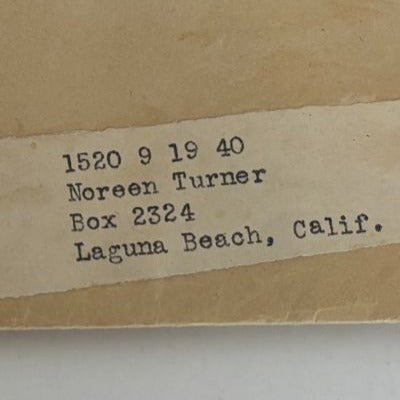 1520 9 19 40
Noreen Turner
Box 2324
Laguna Beach, Calif.